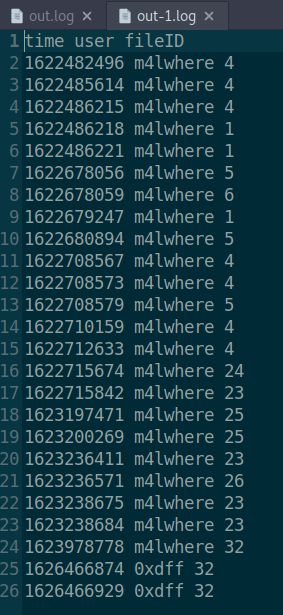 out.log × out-1.log ×
1 time user fileID
2 1622482496 m4lwhere 4
3 1622485614 m4lwhere 4
4 1622486215 m4lwhere 4
5 1622486218 m4lwhere 1
6 1622486221 m4lwhere 1
7 1622678056 m4lwhere 5
8 1622678059 m4lwhere 6
9 1622679247 m4lwhere 1
10 1622680894 m4lwhere 5
11 1622708567 m4lwhere 4
12 1622708573 m4lwhere 4
13 1622708579 m4lwhere 5
14 1622710159 m4lwhere 4
15 1622712633 m4lwhere 4
16 1622715674 m4lwhere 24
17 1622715842 m4lwhere 23
18 1623197471 m4lwhere 25
19 1623200269 m4lwhere 25
20 1623236411 m4lwhere 23
21 1623236571 m4lwhere 26
22 1623238675 m4lwhere 23
23 1623238684 m4lwhere 23
24 1623978778 m4lwhere 32
25 1626466874 0xdff 32
26 1626466929 0xdff 32